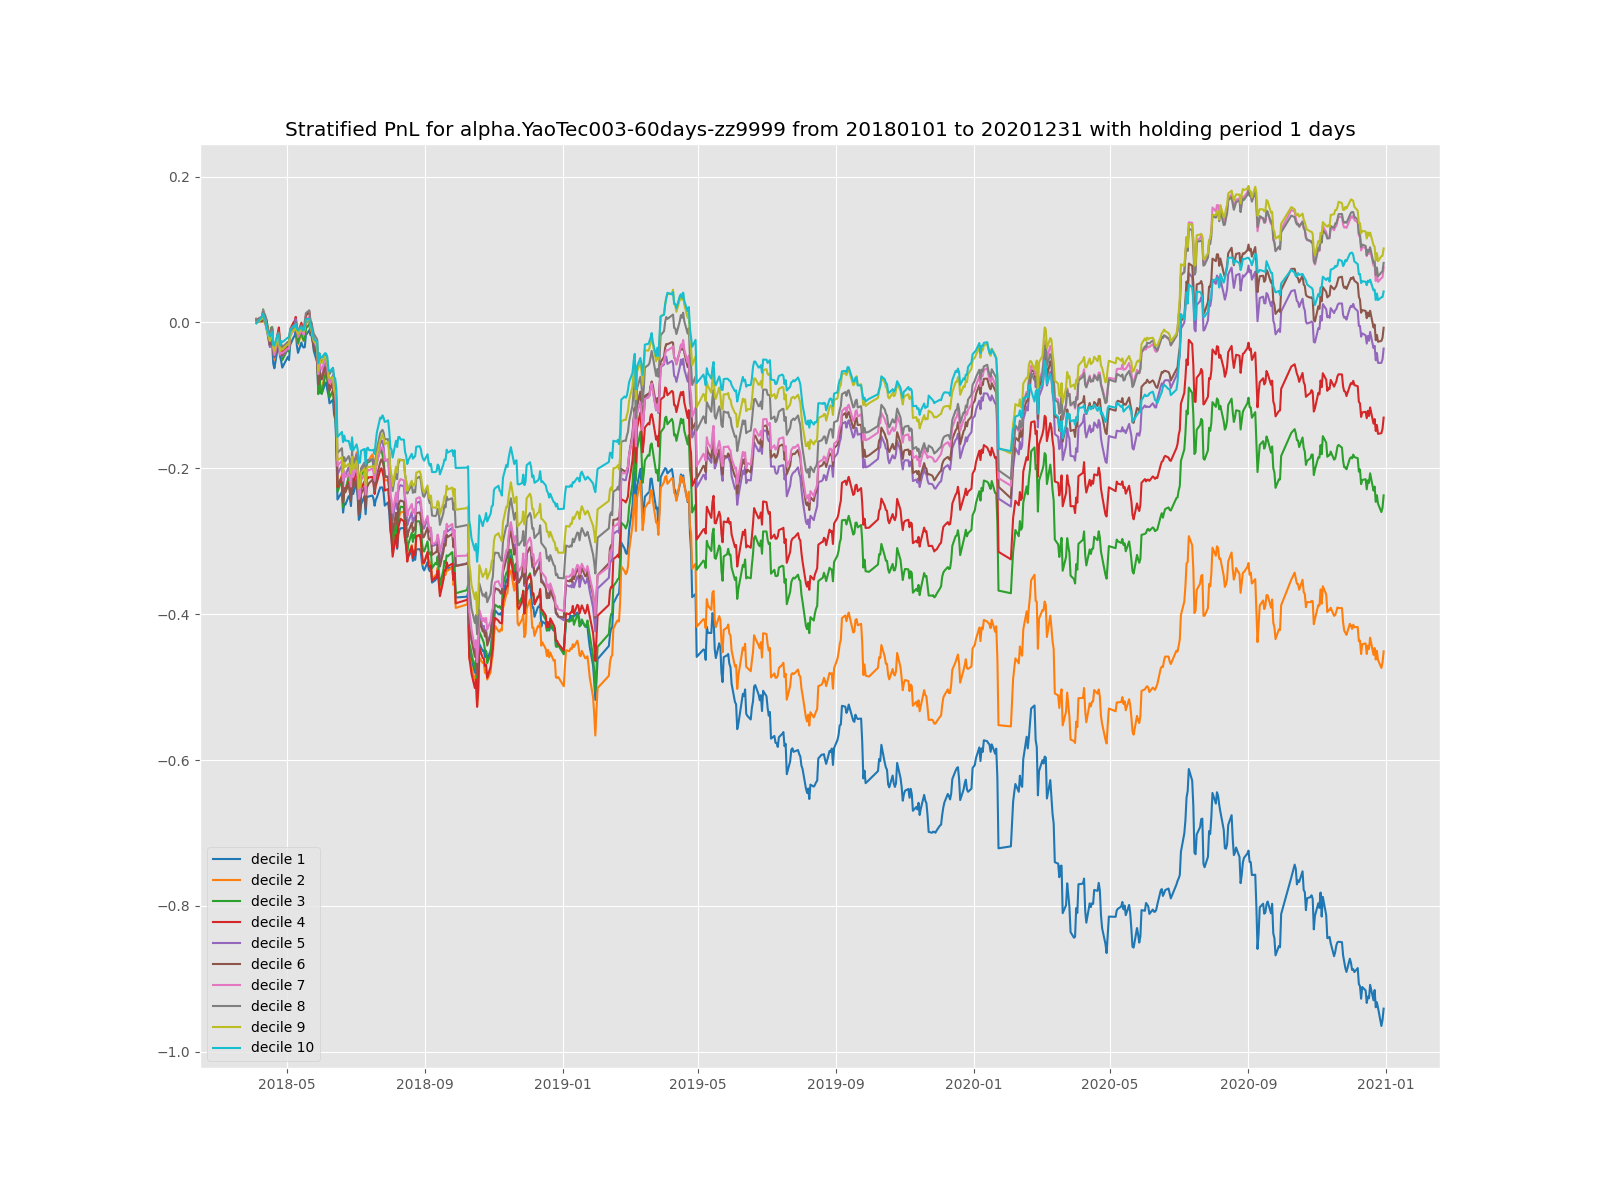 Stratified PnL for alpha.YaoTec003-60days-zz9999 from 20180101 to 20201231 with holding period 1 days
0.2
0.0
−0.2
−0.4
−0.6
−0.8
−1.0
decile 1
decile 2
decile 3
decile 4
decile 5
decile 6
decile 7
decile 8
decile 9
decile 10
2018-05 2018-09 2019-01 2019-05 2019-09 2020-01 2020-05 2020-09 2021-01